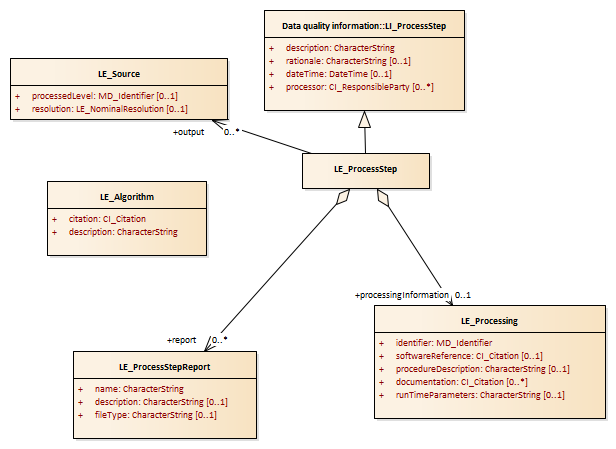 Data quality information::LI_ProcessStep
+ description: CharacterString
+ rationale: CharacterString [0..1]
+ dateTime: DateTime [0..1]
+ processor: CI_ResponsibleParty [0..*]
LE_Source
+ processedLevel: MD_Identifier [0..1]
+ resolution: LE_NominalResolution [0..1]
+output 0..*
LE_ProcessStep
LE_Algorithm
+ citation: CI_Citation
+ description: CharacterString
+processingInformation 0..1
+report 0..*
LE_Processing
+ identifier: MD_Identifier
+ softwareReference: CI_Citation [0..1]
+ procedureDescription: CharacterString [0..1]
+ documentation: CI_Citation [0..*]
+ runTimeParameters: CharacterString [0..1]
LE_ProcessStepReport
+ name: CharacterString
+ description: CharacterString [0..1]
+ fileType: CharacterString [0..1]